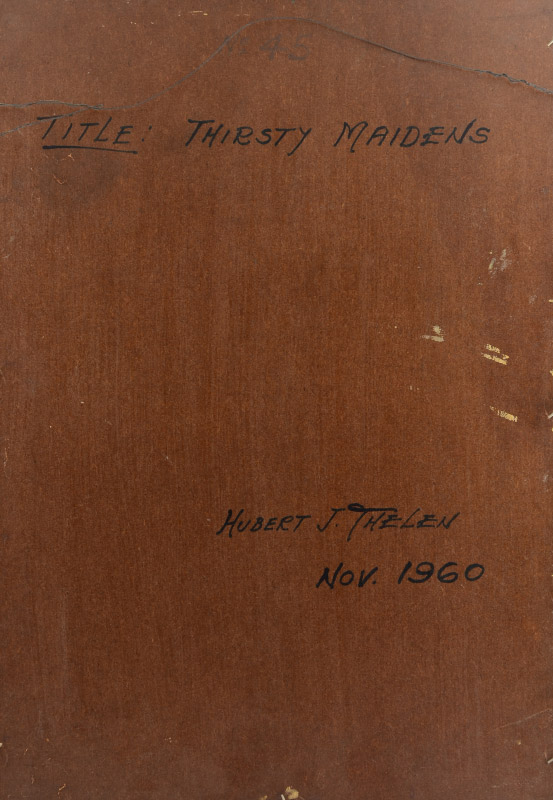 TITLE: THIRSTY MAIDENS
HUBERT J. THELEN
NOV. 1960